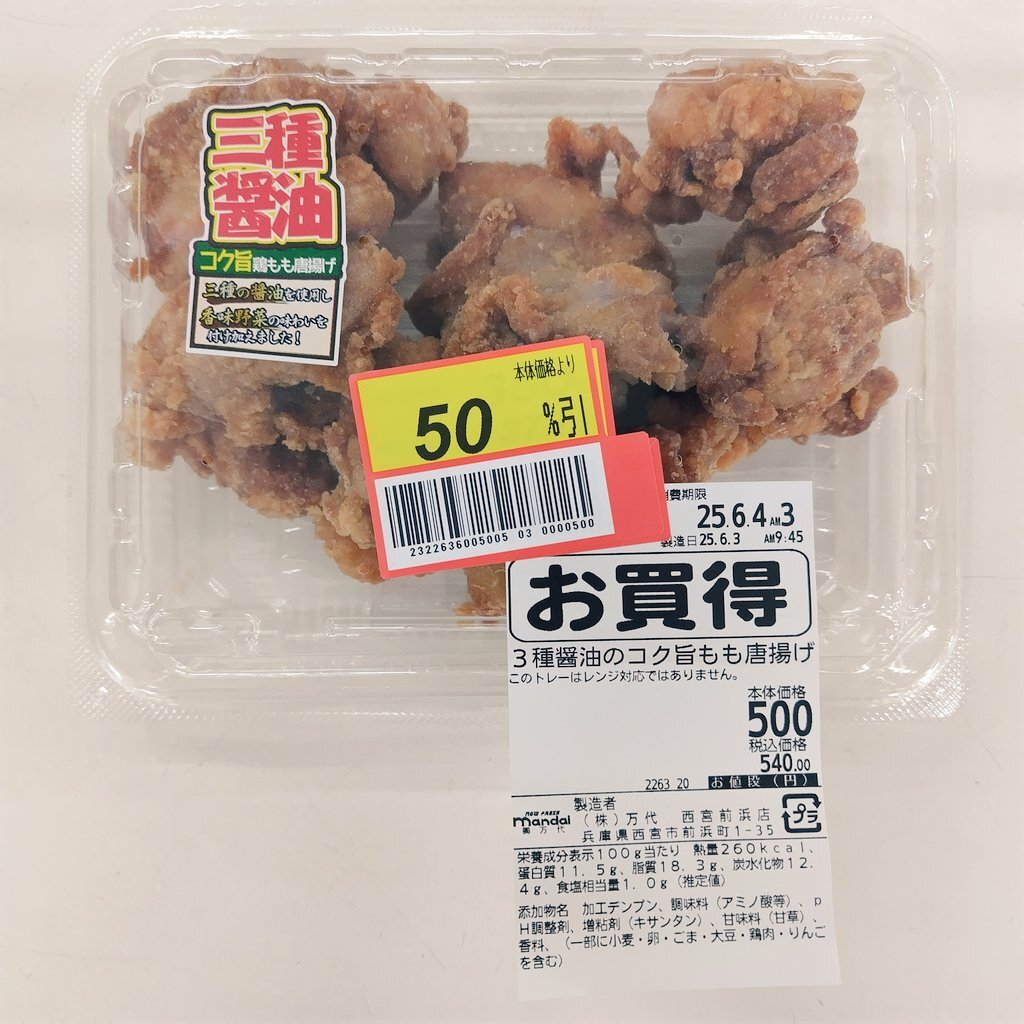 三種
醤油
コク旨鶏もも唐揚げ
三種の醤油を使用し
香味野菜の味わいを
付け加えました!
本体価格より
50 %引
2322636005005 03 0000500
消費期限
25.6.4 AM 3
製造日 25.6.3 AM 9:45
お買得
3種醤油のコク旨もも唐揚げ
このトレーはレンジ対応ではありません。
本体価格
500
税込価格
540.00
2263 20 お値段(円)
製造者
NOW FRESH
mandai
㈱万代
(株)万代 西宮前浜店
兵庫県西宮市前浜町1-35
プラ
栄養成分表示100g当たり 熱量260kcal、
蛋白質11.5g、脂質18.3g、炭水化物12.
4g、食塩相当量1.0g(推定値)
添加物名 加工デンプン、調味料(アミノ酸等)、p
H調整剤、増粘剤(キサンタン)、甘味料(甘草)、
香料、(一部に小麦・卵・ごま・大豆・鶏肉・りんご
を含む)